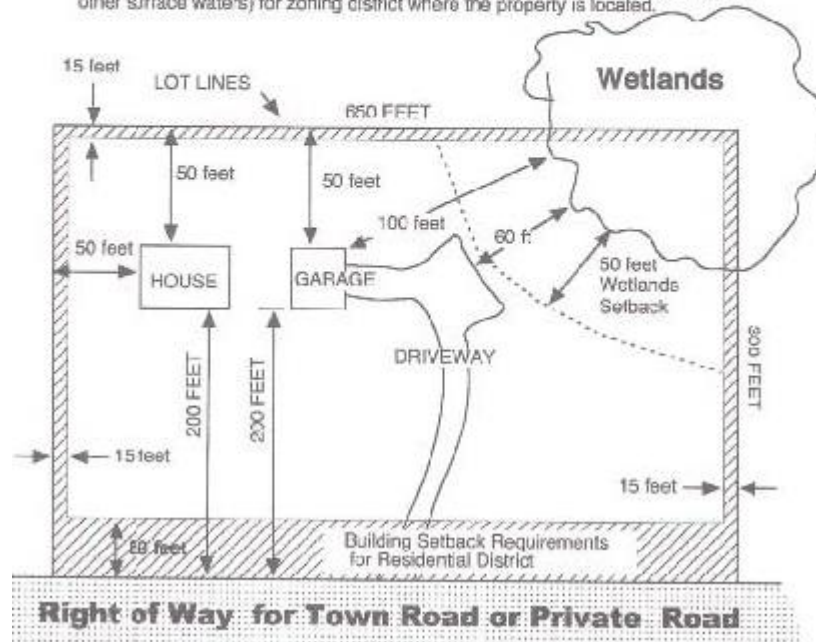 other surface waters) for zoning district where the property is located.
15 feet
LOT LINES
650 FEET
Wetlands
50 feet
50 feet
100 feet
60 ft
50 feet
HOUSE
GARAGE
50 feet
Wetlands
Setback
DRIVEWAY
200 FEET
200 FEET
300 FEET
15 feet
15 feet
feet
Building Setback Requirements
for Residential District
Right of Way for Town Road or Private Road